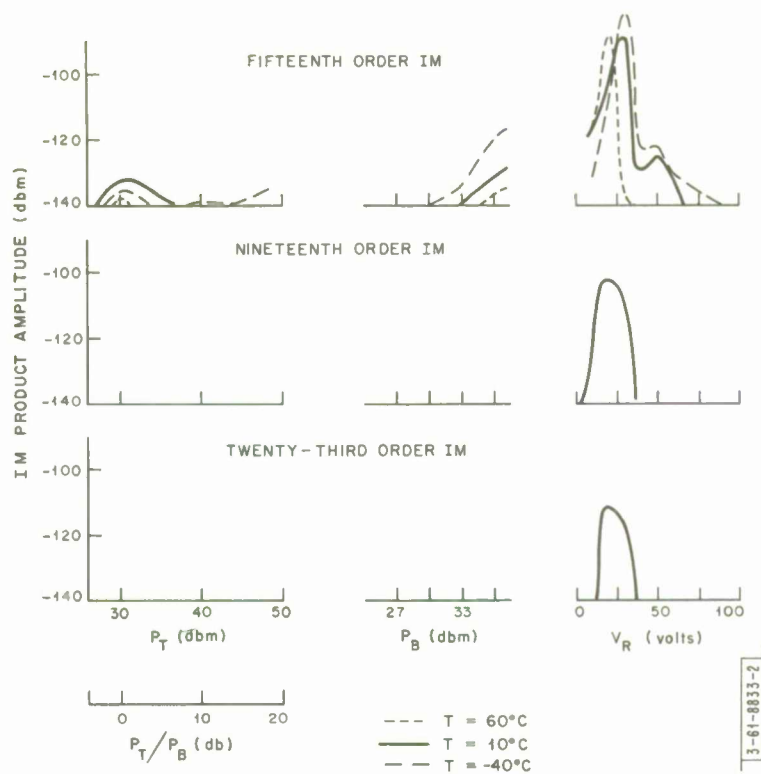 FIFTEENTH ORDER IM
-100
-120
-140
NINETEENTH ORDER IM
-100
-120
-140
TWENTY-THIRD ORDER IM
-100
-120
-140
IM PRODUCT AMPLITUDE (dbm)
30 40 50
P_T (dbm)
27 30 33
P_B (dbm)
0 50 100
V_R (volts)
0 10 20
P_T/P_B (db)
T = 60°C
T = 10°C
T = -40°C
3-61-8833-2